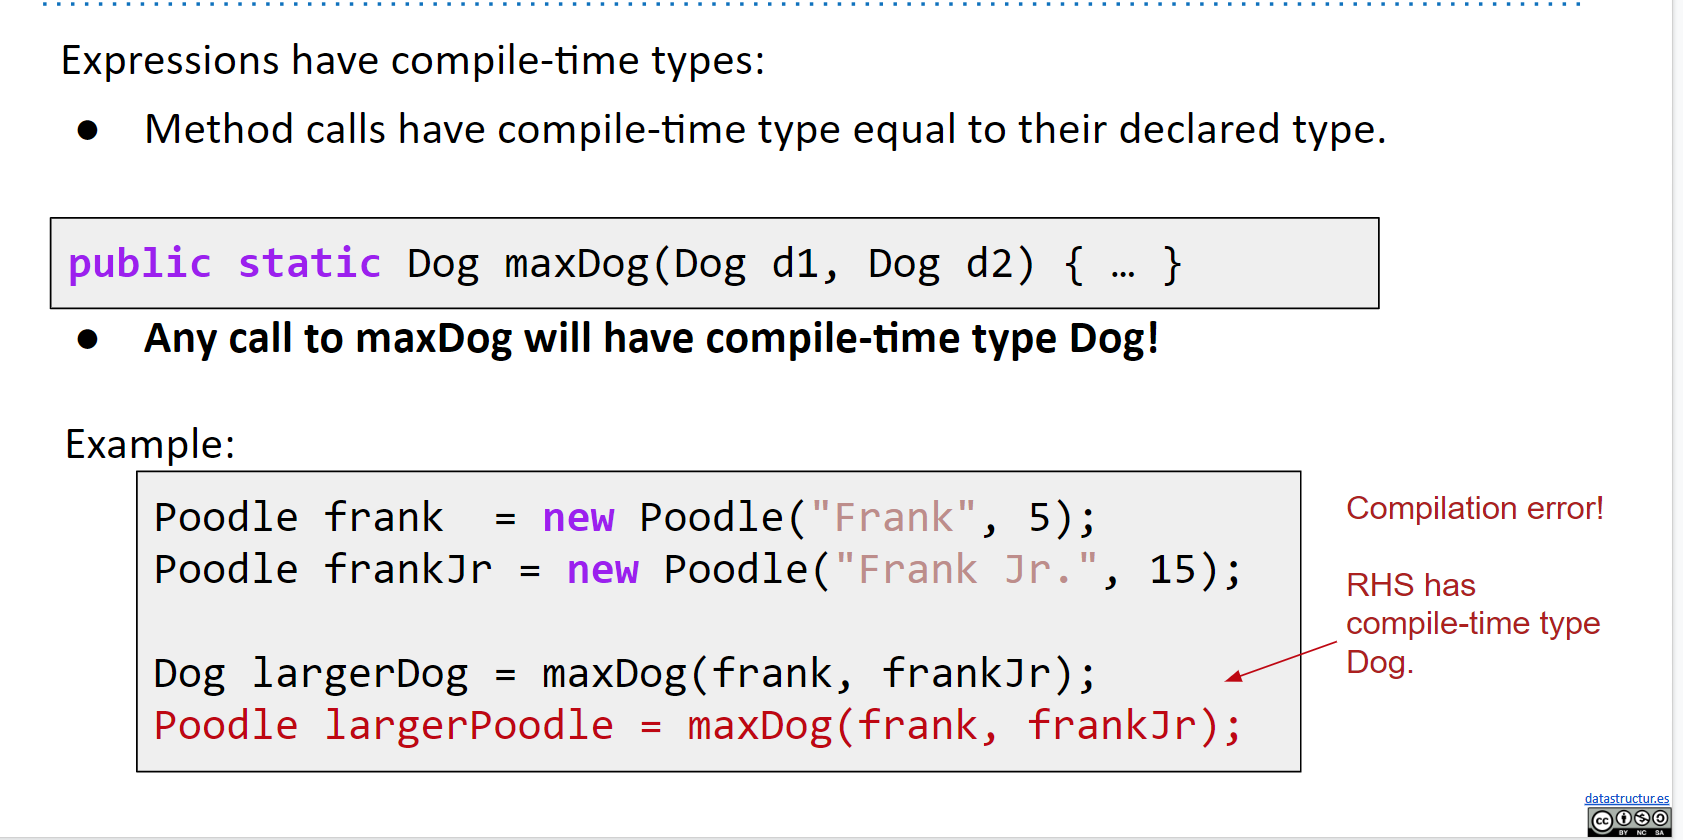 Expressions have compile-time types:
● Method calls have compile-time type equal to their declared type.
public static Dog maxDog(Dog d1, Dog d2) { … }
● Any call to maxDog will have compile-time type Dog!
Example:
Poodle frank  = new Poodle("Frank", 5);
Poodle frankJr = new Poodle("Frank Jr.", 15);
Dog largerDog = maxDog(frank, frankJr);
Poodle largerPoodle = maxDog(frank, frankJr);
Compilation error!
RHS has
compile-time type
Dog.
datastructur.es
cc
BY NC SA